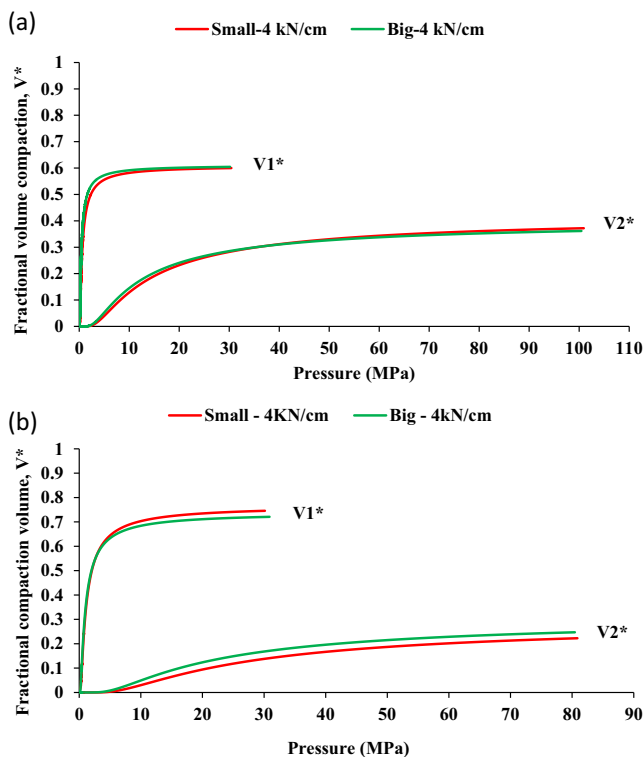 (a)
Small-4 kN/cm Big-4 kN/cm
Fractional volume compaction, V*
1
0.9
0.8
0.7
0.6
0.5
0.4
0.3
0.2
0.1
0
V1*
V2*
0 10 20 30 40 50 60 70 80 90 100 110
Pressure (MPa)
(b)
Small - 4KN/cm Big - 4kN/cm
Fractional compaction volume, V*
1
0.9
0.8
0.7
0.6
0.5
0.4
0.3
0.2
0.1
0
V1*
V2*
0 10 20 30 40 50 60 70 80 90
Pressure (MPa)